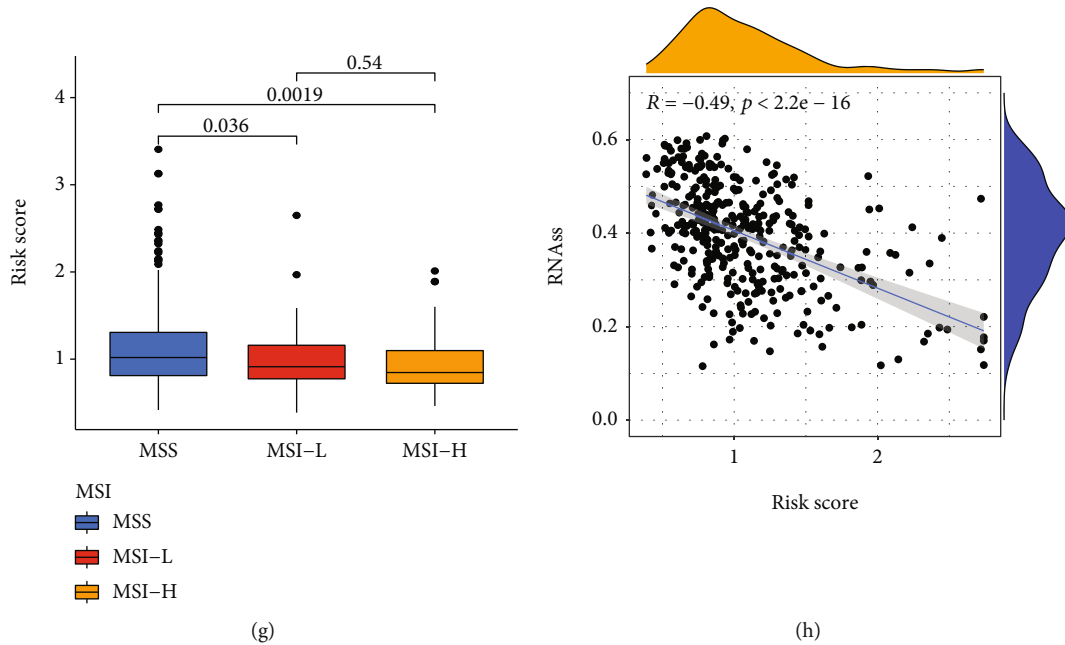 Risk score
4
3
2
1
0.54
0.0019
0.036
MSS
MSI–L
MSI–H
MSI
MSS
MSI–L
MSI–H
(g)
R = −0.49, p < 2.2e − 16
RNAss
0.6
0.4
0.2
0.0
1
2
Risk score
(h)